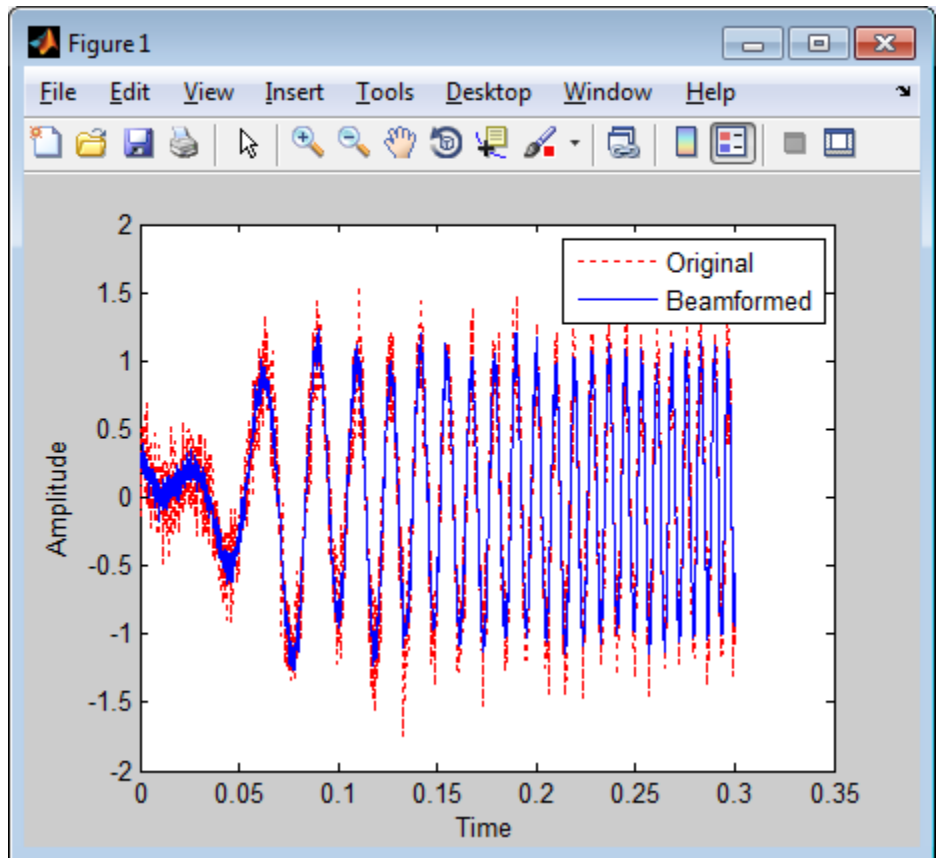 Figure 1
File Edit View Insert Tools Desktop Window Help
2
1.5
1
0.5
0
-0.5
-1
-1.5
-2
Amplitude
Original
Beamformed
0 0.05 0.1 0.15 0.2 0.25 0.3 0.35
Time